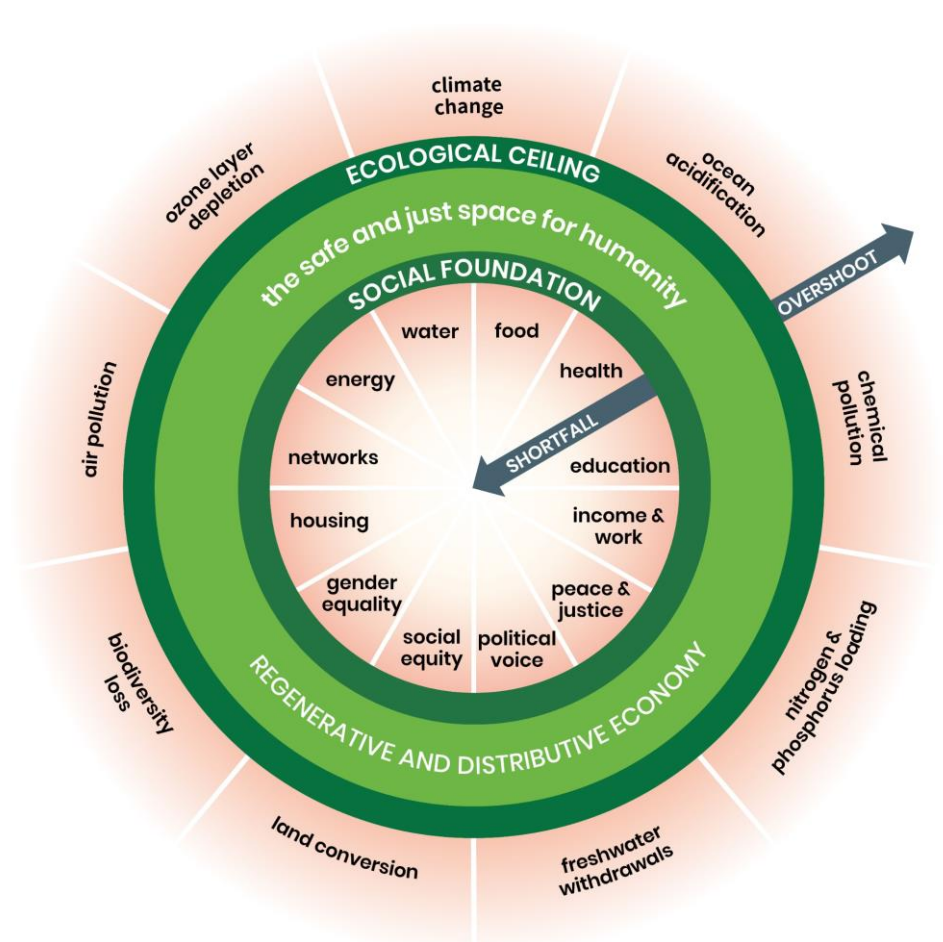 climate
change
ocean
acidification
chemical
pollution
nitrogen &
phosphorus loading
freshwater
withdrawals
land conversion
biodiversity
loss
air pollution
ozone layer
depletion
ECOLOGICAL CEILING
the safe and just space for humanity
SOCIAL FOUNDATION
OVERSHOOT
SHORTFALL
water
food
health
education
income &
work
peace &
justice
political
voice
social
equity
gender
equality
housing
networks
energy
REGENERATIVE AND DISTRIBUTIVE ECONOMY